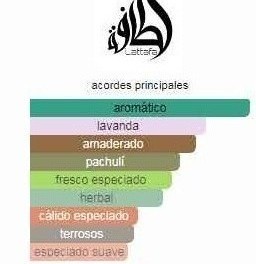 لطافة
Lattafa
acordes principales
aromático
lavanda
amaderado
pachulí
fresco especiado
herbal
cálido especiado
terrosos
especiado suave